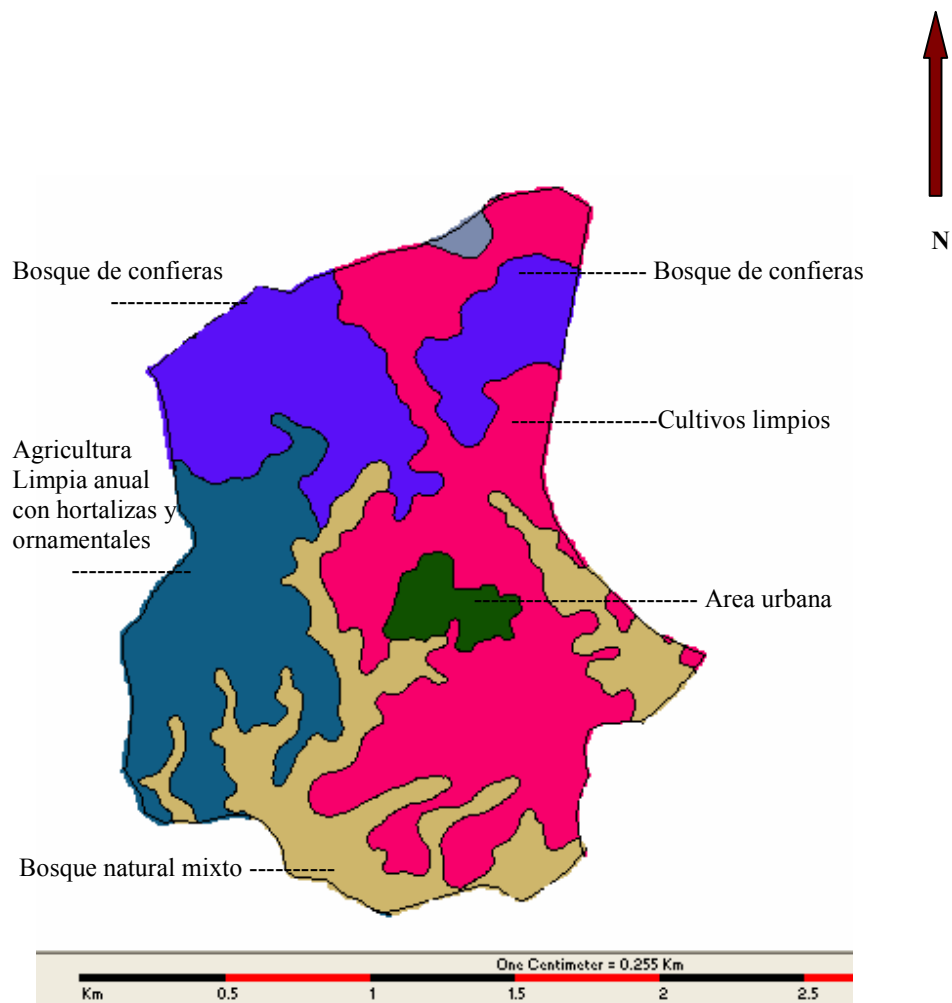 N
Bosque de confieras
Bosque de confieras
Cultivos limpios
Agricultura
Limpia anual
con hortalizas y
ornamentales
Area urbana
Bosque natural mixto
One Centimeter = 0.255 Km
Km 0.5 1 1.5 2 2.5